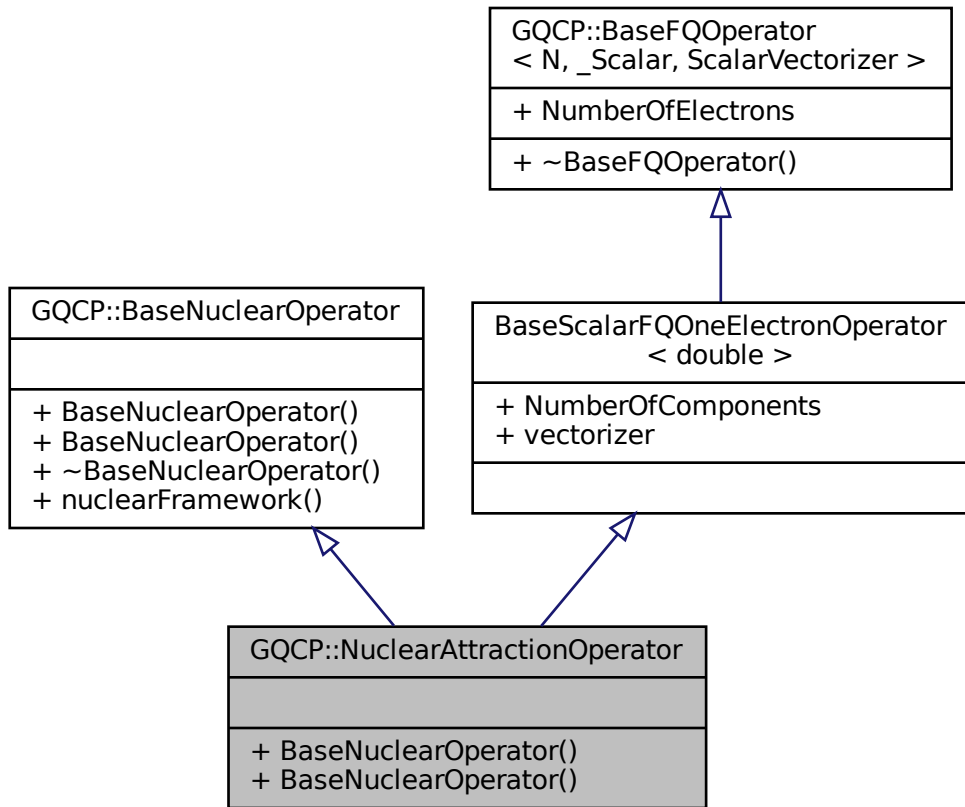 GQCP::BaseFQOperator
< N, _Scalar, ScalarVectorizer >
+ NumberOfElectrons
+ ~BaseFQOperator()
GQCP::BaseNuclearOperator
+ BaseNuclearOperator()
+ BaseNuclearOperator()
+ ~BaseNuclearOperator()
+ nuclearFramework()
BaseScalarFQOneElectronOperator
< double >
+ NumberOfComponents
+ vectorizer
GQCP::NuclearAttractionOperator
+ BaseNuclearOperator()
+ BaseNuclearOperator()